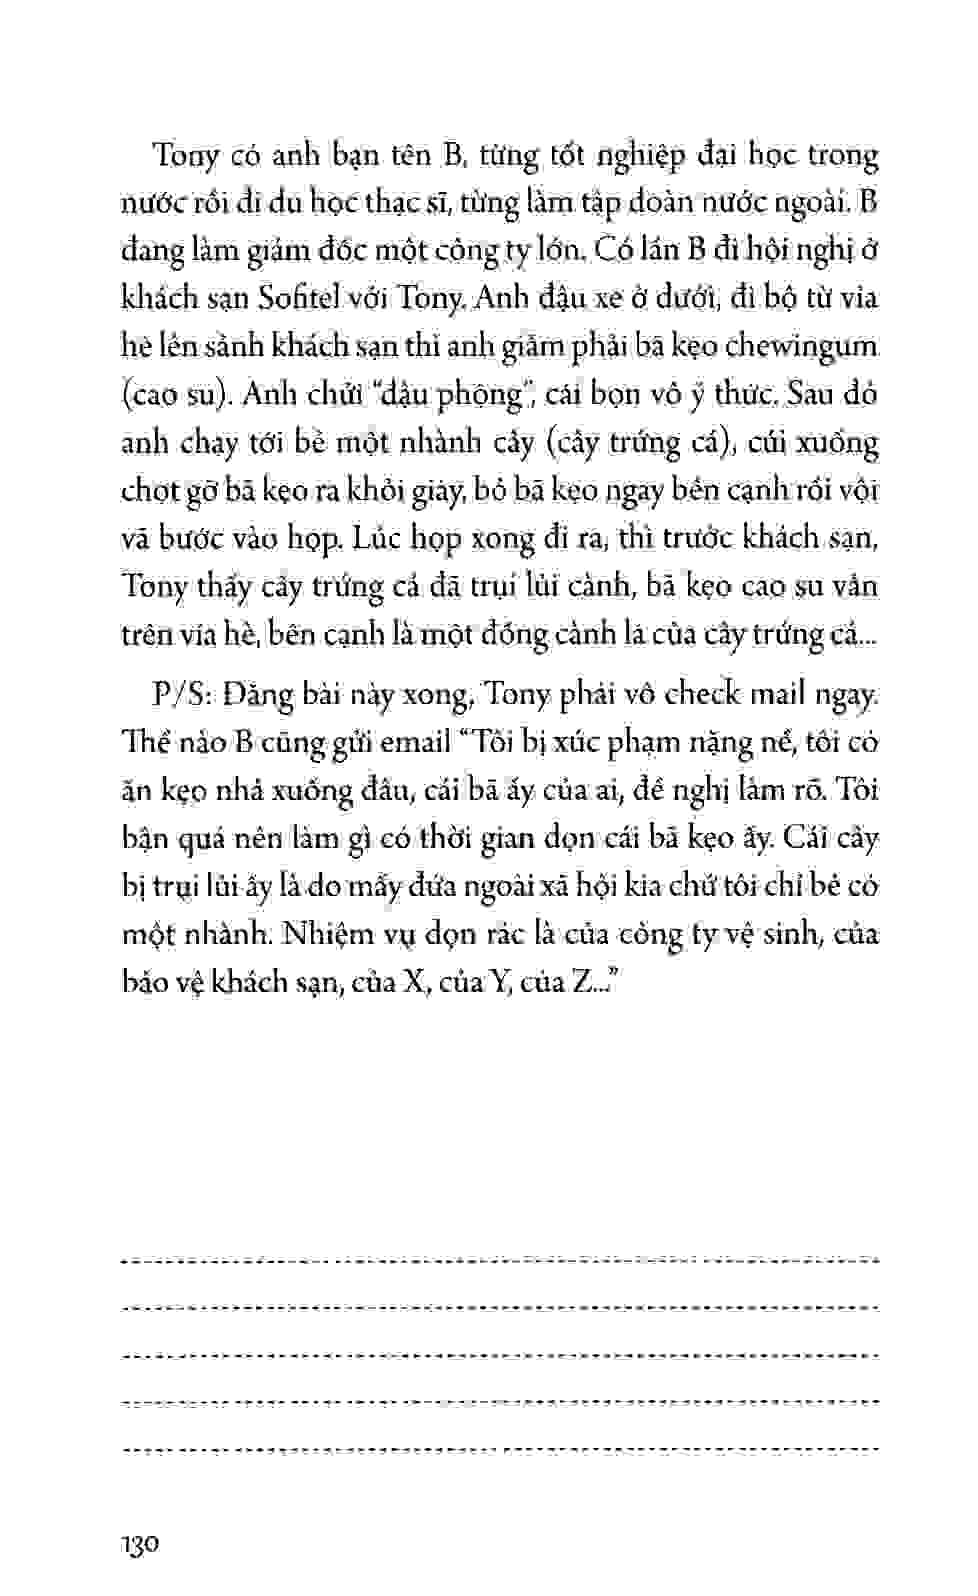 Tony có anh bạn tên B, từng tốt nghiệp đại học trong
nước rồi đi du học thạc sĩ, từng làm tập đoàn nước ngoài. B
đang làm giám đốc một công ty lớn. Có lần B đi hội nghị ở
khách sạn Sofitel với Tony. Anh đậu xe ở dưới, đi bộ từ vỉa
hè lên sảnh khách sạn thì anh giẫm phải bã kẹo chewingum
(cao su). Anh chửi “đậu phộng”, cái bọn vô ý thức. Sau đó
anh chạy tới bẻ một nhành cây (cây trứng cá), cúi xuống
chọt gỡ bã kẹo ra khỏi giày, bỏ bã kẹo ngay bên cạnh rồi vội
vã bước vào họp. Lúc họp xong đi ra, thì trước khách sạn,
Tony thấy cây trứng cá đã trụi lủi cành, bã kẹo cao su vẫn
trên vỉa hè, bên cạnh là một đống cành lá của cây trứng cá...
P/S: Đăng bài này xong, Tony phải vô check mail ngay.
Thể nào B cũng gửi email “Tôi bị xúc phạm nặng nề, tôi có
ăn kẹo nhả xuống đâu, cái bã ấy của ai, đề nghị làm rõ. Tôi
bận quá nên làm gì có thời gian dọn cái bã kẹo ấy. Cái cây
bị trụi lủi ấy là do mấy đứa ngoài xã hội kia chứ tôi chỉ bẻ có
một nhành. Nhiệm vụ dọn rác là của công ty vệ sinh, của
bảo vệ khách sạn, của X, của Y, của Z...”
130